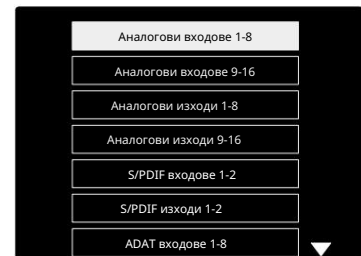 Аналогови входове 1-8
Аналогови входове 9-16
Аналогови изходи 1-8
Аналогови изходи 9-16
S/PDIF входове 1-2
S/PDIF изходи 1-2
ADAT входове 1-8